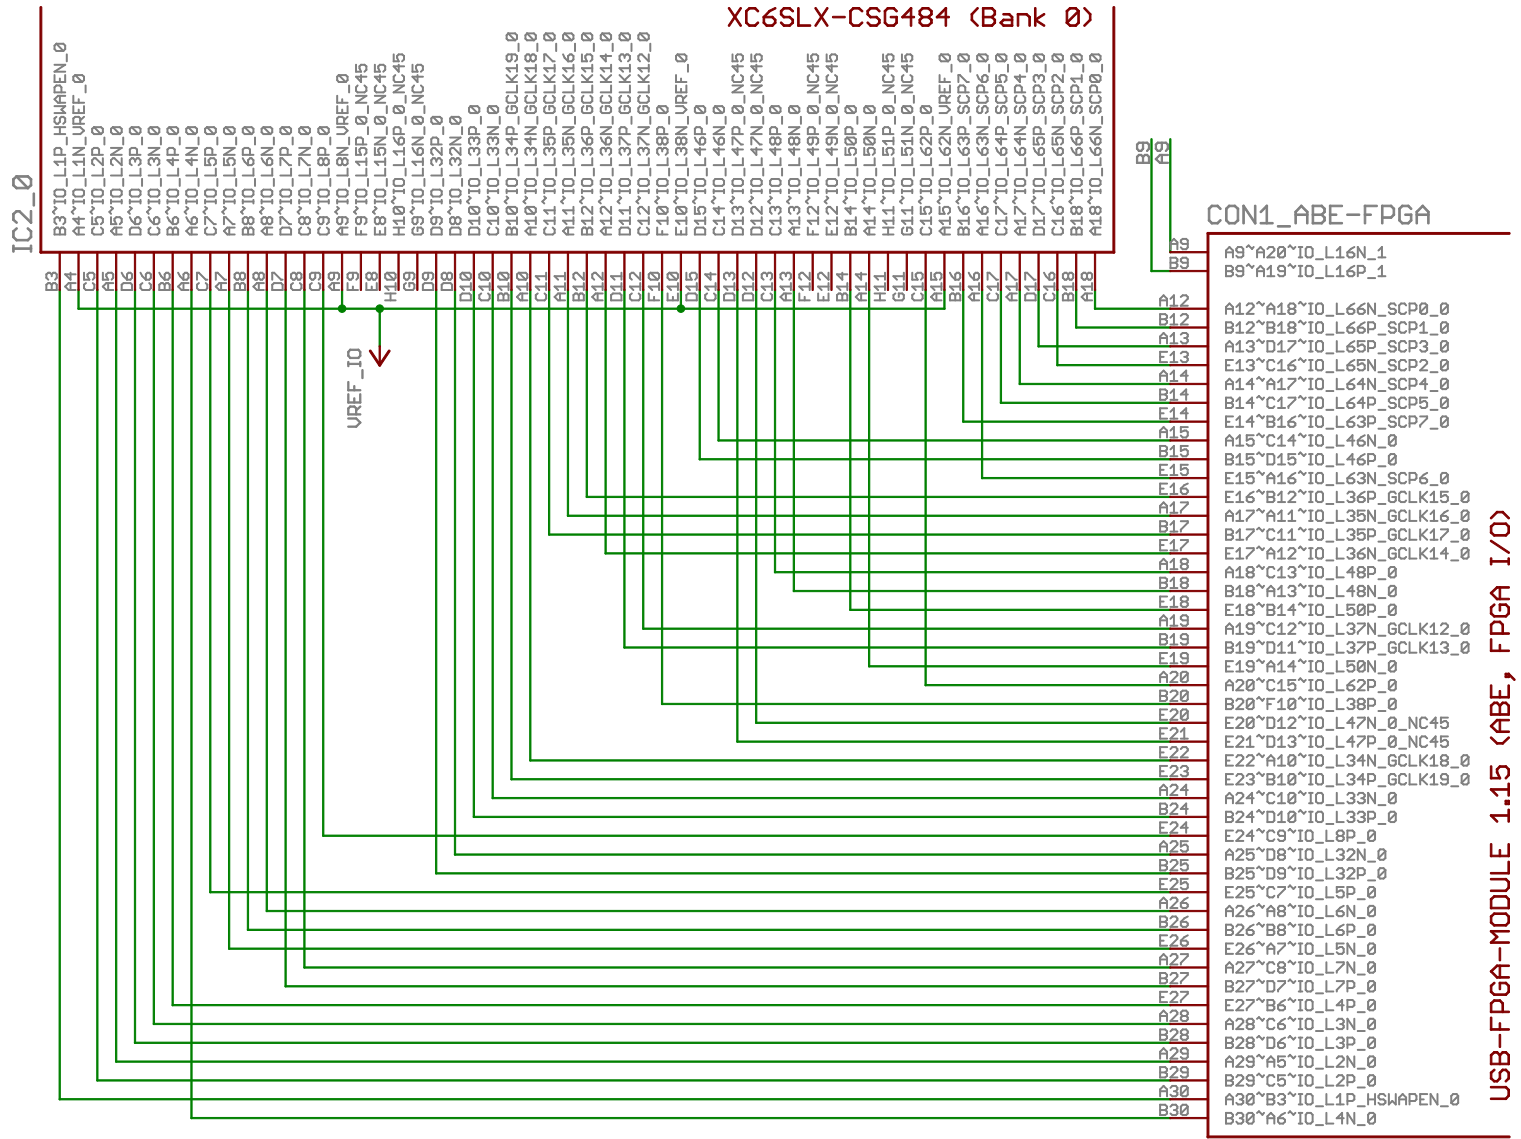 XC6SLX-CSG484 (Bank 0)
IC2_0
B3~IO_L1P_HSWAPEN_0
A4~IO_L1N_VREF_0
C5~IO_L2P_0
A5~IO_L2N_0
D6~IO_L3P_0
C6~IO_L3N_0
B6~IO_L4P_0
A6~IO_L4N_0
C7~IO_L5P_0
A7~IO_L5N_0
B8~IO_L6P_0
A8~IO_L6N_0
D7~IO_L7P_0
C8~IO_L7N_0
C9~IO_L8P_0
A9~IO_L8N_VREF_0
F9~IO_L15P_0_NC45
E8~IO_L15N_0_NC45
H10~IO_L16P_0_NC45
G9~IO_L16N_0_NC45
D9~IO_L32P_0
D8~IO_L32N_0
D10~IO_L33P_0
C10~IO_L33N_0
B10~IO_L34P_GCLK19_0
A10~IO_L34N_GCLK18_0
C11~IO_L35P_GCLK17_0
A11~IO_L35N_GCLK16_0
B12~IO_L36P_GCLK15_0
A12~IO_L36N_GCLK14_0
D11~IO_L37P_GCLK13_0
C12~IO_L37N_GCLK12_0
F10~IO_L38P_0
E10~IO_L38N_VREF_0
D15~IO_L46P_0
C14~IO_L46N_0
D13~IO_L47P_0_NC45
D12~IO_L47N_0_NC45
C13~IO_L48P_0
A13~IO_L48N_0
F12~IO_L49P_0_NC45
E12~IO_L49N_0_NC45
B14~IO_L50P_0
A14~IO_L50N_0
H11~IO_L51P_0_NC45
G11~IO_L51N_0_NC45
C15~IO_L62P_0
A15~IO_L62N_VREF_0
B16~IO_L63P_SCP7_0
A16~IO_L63N_SCP6_0
C17~IO_L64P_SCP5_0
A17~IO_L64N_SCP4_0
D17~IO_L65P_SCP3_0
C16~IO_L65N_SCP2_0
B18~IO_L66P_SCP1_0
A18~IO_L66N_SCP0_0
B3
A4
C5
A5
D6
C6
B6
A6
C7
A7
B8
A8
D7
C8
C9
A9
F9
E8
H10
G9
D9
D8
D10
C10
B10
A10
C11
A11
B12
A12
D11
C12
F10
E10
D15
C14
D13
D12
C13
A13
F12
E12
B14
A14
H11
G11
C15
A15
B16
A16
C17
A17
D17
C16
B18
A18
VREF_IO
B9
A9
CON1_ABE-FPGA
A9 A9~A20~IO_L16N_1
B9 B9~A19~IO_L16P_1
A12 A12~A18~IO_L66N_SCP0_0
B12 B12~B18~IO_L66P_SCP1_0
A13 A13~D17~IO_L65P_SCP3_0
E13 E13~C16~IO_L65N_SCP2_0
A14 A14~A17~IO_L64N_SCP4_0
B14 B14~C17~IO_L64P_SCP5_0
E14 E14~B16~IO_L63P_SCP7_0
A15 A15~C14~IO_L46N_0
B15 B15~D15~IO_L46P_0
E15 E15~A16~IO_L63N_SCP6_0
E16 E16~B12~IO_L36P_GCLK15_0
A17 A17~A11~IO_L35N_GCLK16_0
B17 B17~C11~IO_L35P_GCLK17_0
E17 E17~A12~IO_L36N_GCLK14_0
A18 A18~C13~IO_L48P_0
B18 B18~A13~IO_L48N_0
E18 E18~B14~IO_L50P_0
A19 A19~C12~IO_L37N_GCLK12_0
B19 B19~D11~IO_L37P_GCLK13_0
E19 E19~A14~IO_L50N_0
A20 A20~C15~IO_L62P_0
B20 B20~F10~IO_L38P_0
E20 E20~D12~IO_L47N_0_NC45
E21 E21~D13~IO_L47P_0_NC45
E22 E22~A10~IO_L34N_GCLK18_0
E23 E23~B10~IO_L34P_GCLK19_0
A24 A24~C10~IO_L33N_0
B24 B24~D10~IO_L33P_0
E24 E24~C9~IO_L8P_0
A25 A25~D8~IO_L32N_0
B25 B25~D9~IO_L32P_0
E25 E25~C7~IO_L5P_0
A26 A26~A8~IO_L6N_0
B26 B26~B8~IO_L6P_0
E26 E26~A7~IO_L5N_0
A27 A27~C8~IO_L7N_0
B27 B27~D7~IO_L7P_0
E27 E27~B6~IO_L4P_0
A28 A28~C6~IO_L3N_0
B28 B28~D6~IO_L3P_0
A29 A29~A5~IO_L2N_0
B29 B29~C5~IO_L2P_0
A30 A30~B3~IO_L1P_HSWAPEN_0
B30 B30~A6~IO_L4N_0
USB-FPGA-MODULE 1.15 (ABE, FPGA I/O)